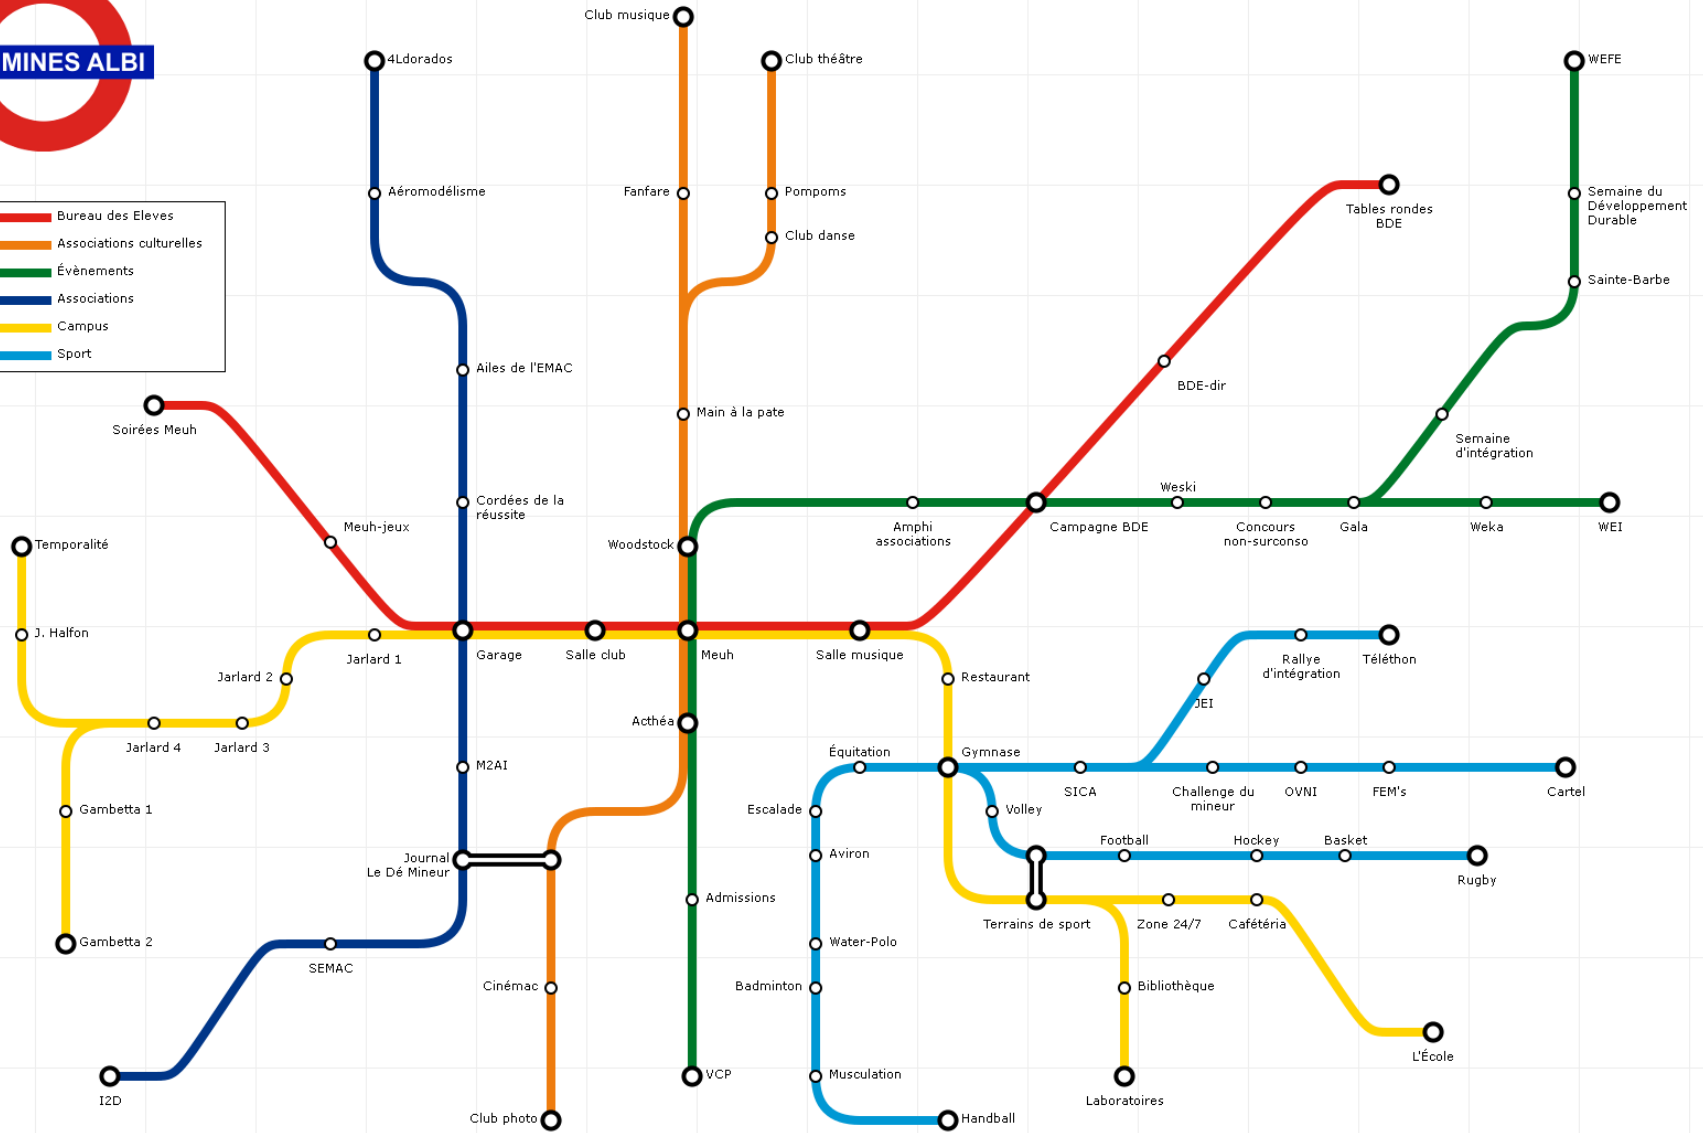 Club musique
MINES ALBI
4Ldorados
Club théâtre
WEFE
Aéromodélisme
Fanfare
Pompoms
Semaine du
Développement
Durable
Tables rondes
BDE
Bureau des Eleves
Associations culturelles
Évènements
Associations
Campus
Sport
Club danse
Sainte-Barbe
Ailes de l'EMAC
BDE-dir
Main à la pate
Soirées Meuh
Semaine
d'intégration
Cordées de la
réussite
Weski
Meuh-jeux
Amphi
associations
Campagne BDE
Concours
non-surconso
Gala
Weka
WEI
Temporalité
Woodstock
J. Halfon
Jarlard 1
Garage
Salle club
Meuh
Salle musique
Rallye
d'intégration
Téléthon
Jarlard 2
Restaurant
JEI
Acthéa
Jarlard 4
Jarlard 3
Équitation
Gymnase
M2AI
SICA
Challenge du
mineur
OVNI
FEM's
Cartel
Gambetta 1
Escalade
Volley
Football
Hockey
Basket
Journal
Le Dé Mineur
Aviron
Rugby
Admissions
Terrains de sport
Zone 24/7
Cafétéria
Gambetta 2
Water-Polo
SEMAC
Cinémac
Badminton
Bibliothèque
L'École
VCP
Musculation
I2D
Laboratoires
Club photo
Handball